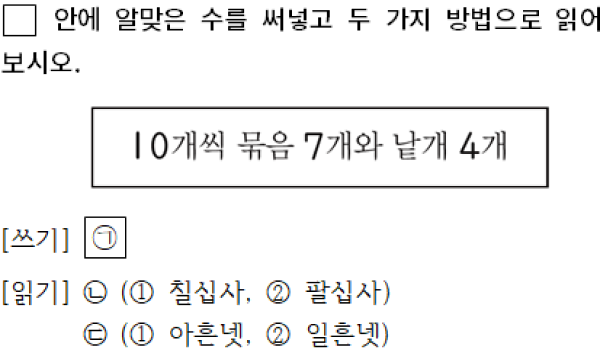 □ 안에 알맞은 수를 써넣고 두 가지 방법으로 읽어
보시오.
10개씩 묶음 7개와 낱개 4개
[쓰기] ㉠
[읽기] ㉡ (① 칠십사, ② 팔십사)
㉢ (① 아흔넷, ② 일흔넷)